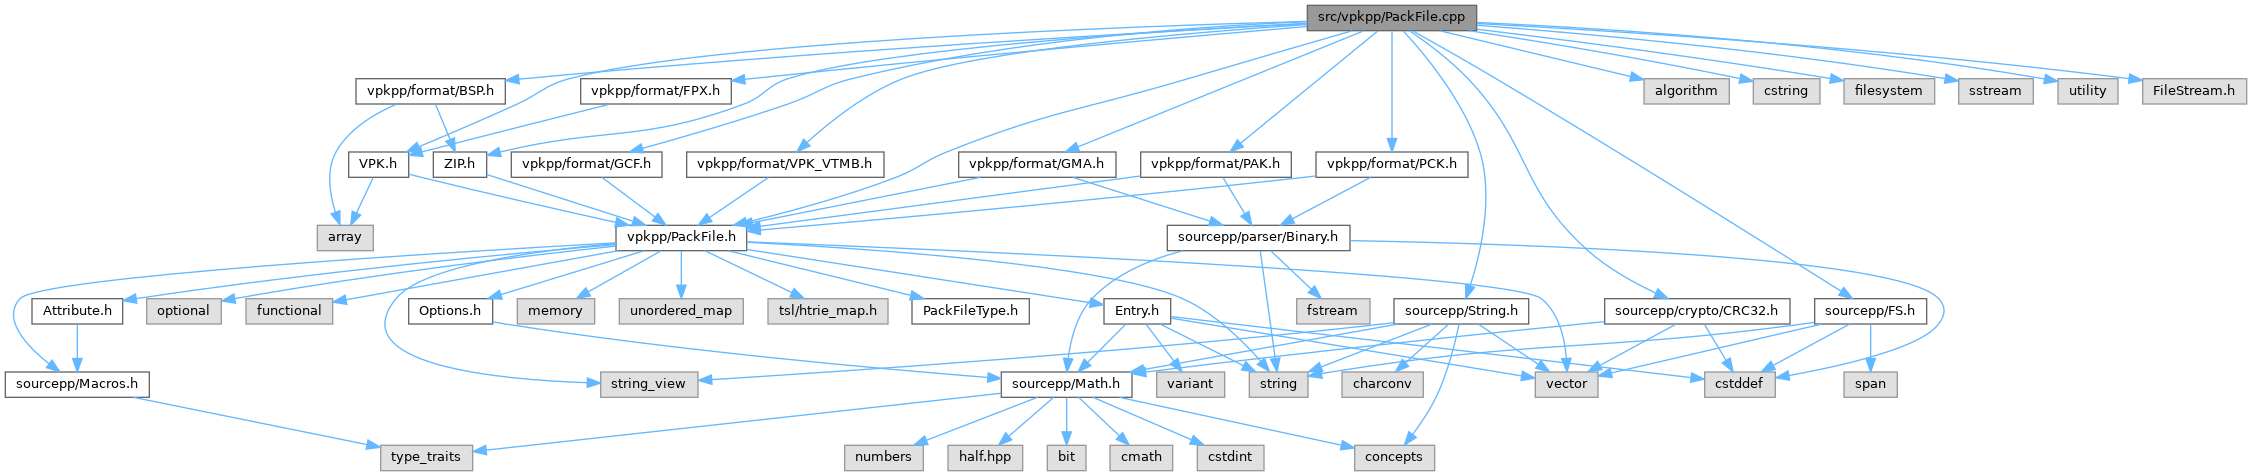 src/vpkpp/PackFile.cpp
vpkpp/format/BSP.h
vpkpp/format/FPX.h
algorithm
cstring
filesystem
sstream
utility
FileStream.h
VPK.h
ZIP.h
vpkpp/format/GCF.h
vpkpp/format/VPK_VTMB.h
vpkpp/format/GMA.h
vpkpp/format/PAK.h
vpkpp/format/PCK.h
array
vpkpp/PackFile.h
sourcepp/parser/Binary.h
Attribute.h
optional
functional
Options.h
memory
unordered_map
tsl/htrie_map.h
PackFileType.h
Entry.h
fstream
sourcepp/String.h
sourcepp/crypto/CRC32.h
sourcepp/FS.h
sourcepp/Macros.h
string_view
sourcepp/Math.h
variant
string
charconv
vector
cstddef
span
type_traits
numbers
half.hpp
bit
cmath
cstdint
concepts